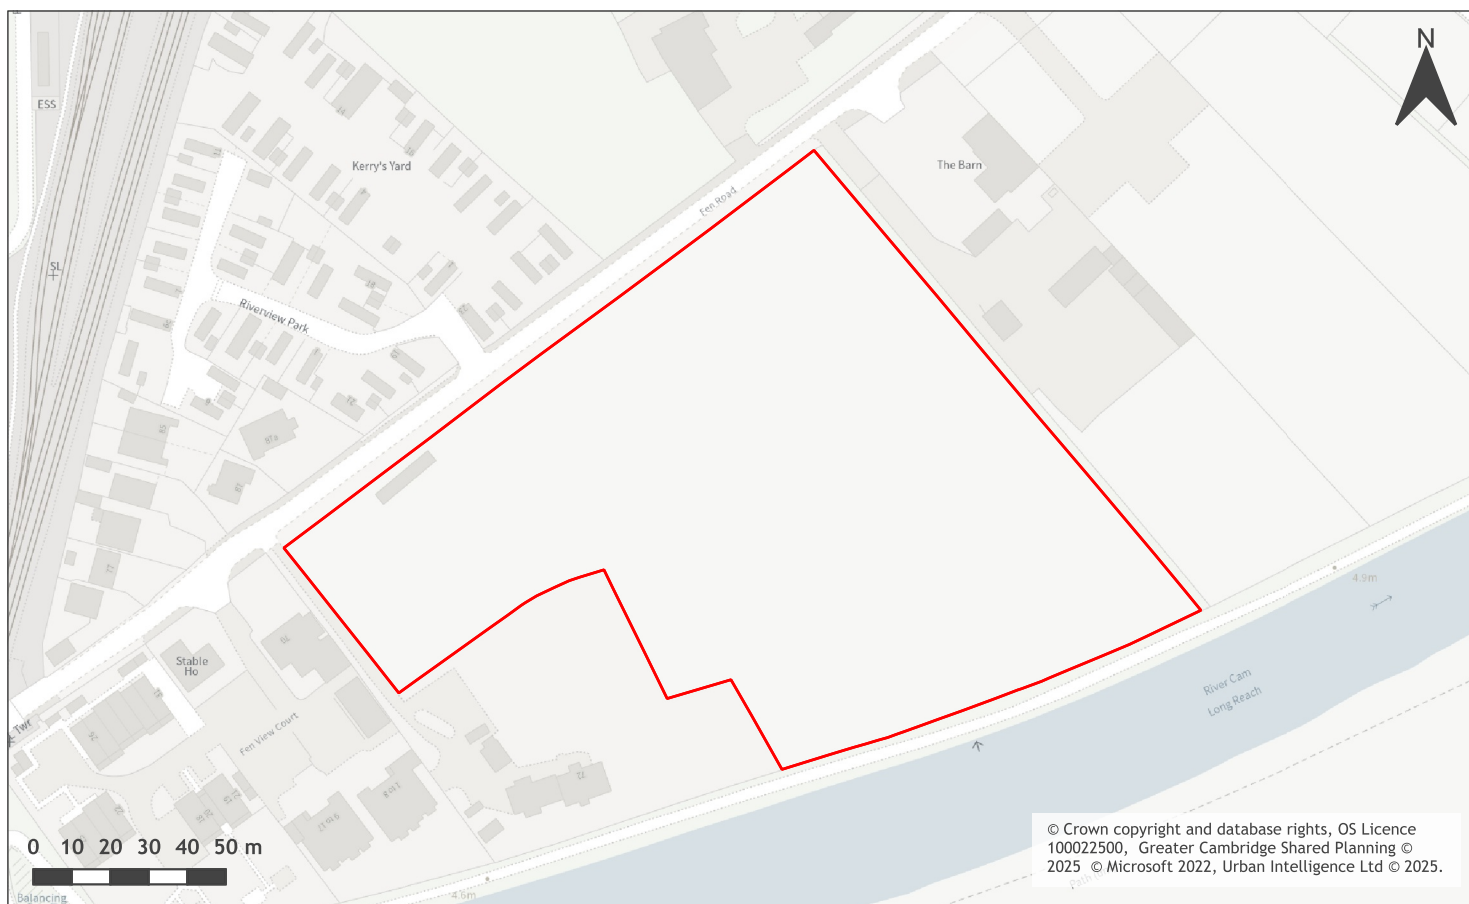 N
ESS
Kerry's Yard
The Barn
Fen Road
SL
Riverview Park
Stable
Ho
Fen View Court
Twr
River Cam
Long Reach
4.9m
4.6m
Balancing
Path
0 10 20 30 40 50 m
© Crown copyright and database rights, OS Licence
100022500, Greater Cambridge Shared Planning ©
2025 © Microsoft 2022, Urban Intelligence Ltd © 2025.